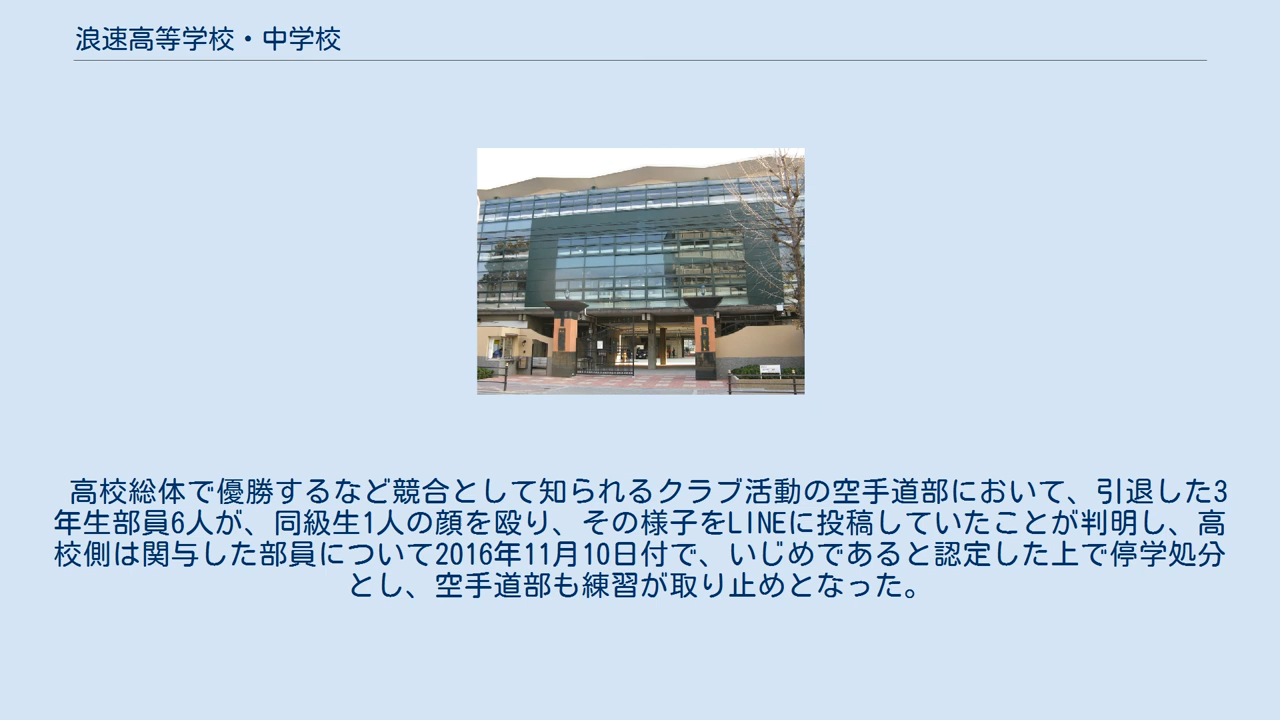 浪速高等学校・中学校
高校総体で優勝するなど競合として知られるクラブ活動の空手道部において、引退した3
年生部員6人が、同級生1人の顔を殴り、その様子をLINEに投稿していたことが判明し、高
校側は関与した部員について2016年11月10日付で、いじめであると認定した上で停学処分
とし、空手道部も練習が取り止めとなった。